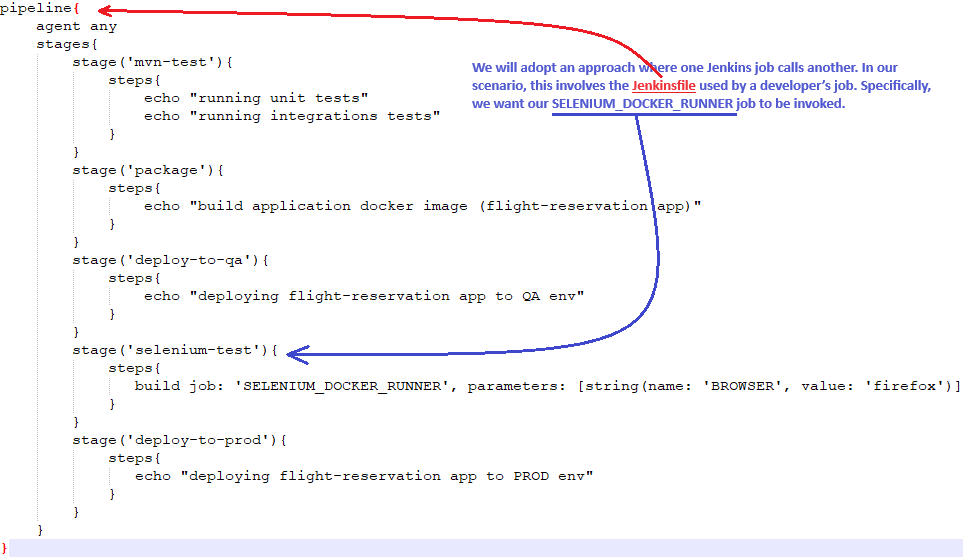 pipeline{
    agent any
    stages{
        stage('mvn-test'){
            steps{
                echo "running unit tests"
                echo "running integrations tests"
            }
        }
        stage('package'){
            steps{
                echo "build application docker image (flight-reservation app)"
            }
        }
        stage('deploy-to-qa'){
            steps{
                echo "deploying flight-reservation app to QA env"
            }
        }
        stage('selenium-test'){
            steps{
               build job: 'SELENIUM_DOCKER_RUNNER', parameters: [string(name: 'BROWSER', value: 'firefox')]
            }
        }
        stage('deploy-to-prod'){
            steps{
               echo "deploying flight-reservation app to PROD env"
            }
        }
    }
}
We will adopt an approach where one Jenkins job calls another. In our
scenario, this involves the Jenkinsfile used by a developer’s job. Specifically,
we want our SELENIUM_DOCKER_RUNNER job to be invoked.